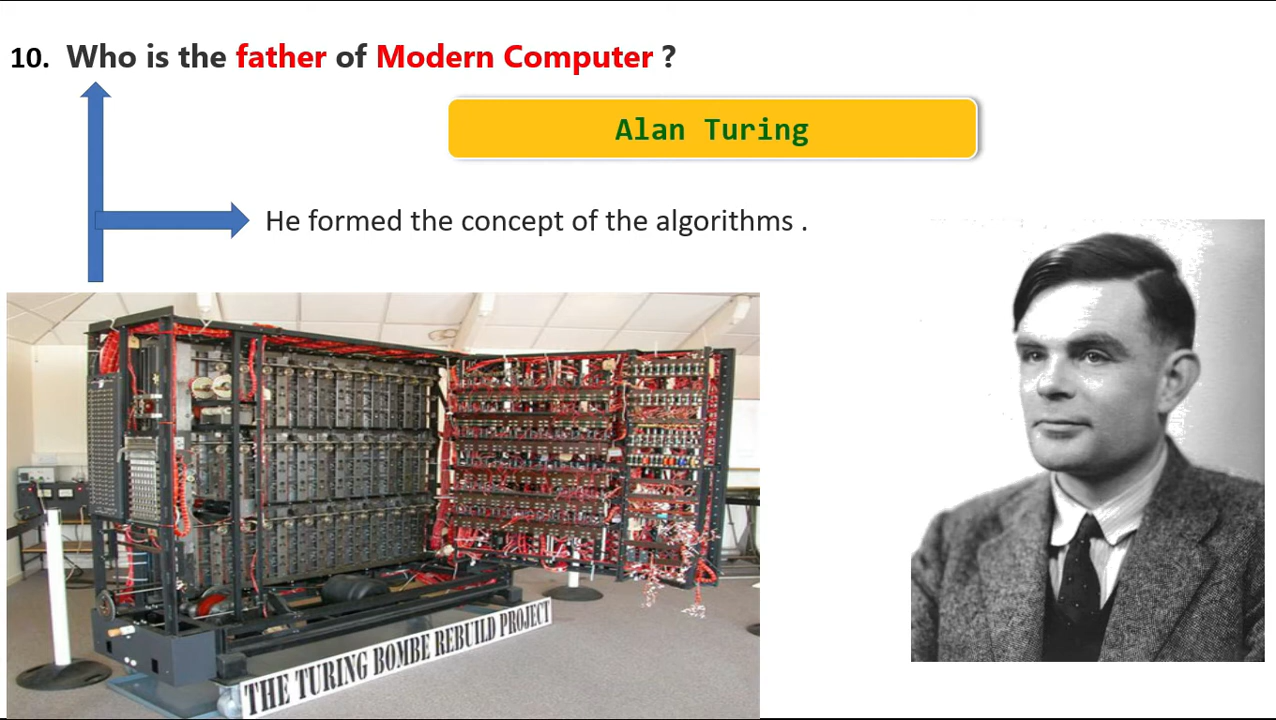 10. Who is the father of Modern Computer ?
Alan Turing
He formed the concept of the algorithms .
THE TURING BOMBE REBUILD PROJECT